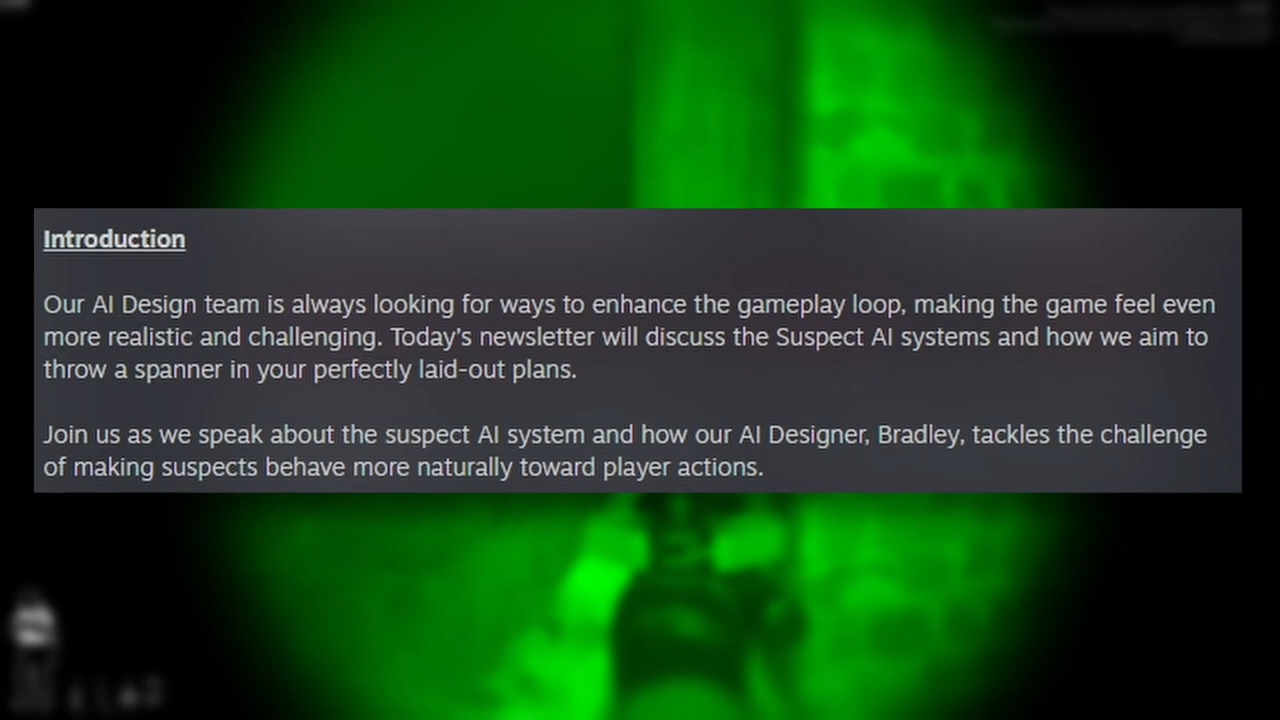 Introduction
Our AI Design team is always looking for ways to enhance the gameplay loop, making the game feel even
more realistic and challenging. Today's newsletter will discuss the Suspect AI systems and how we aim to
throw a spanner in your perfectly laid-out plans.
Join us as we speak about the suspect AI system and how our AI Designer, Bradley, tackles the challenge
of making suspects behave more naturally toward player actions.